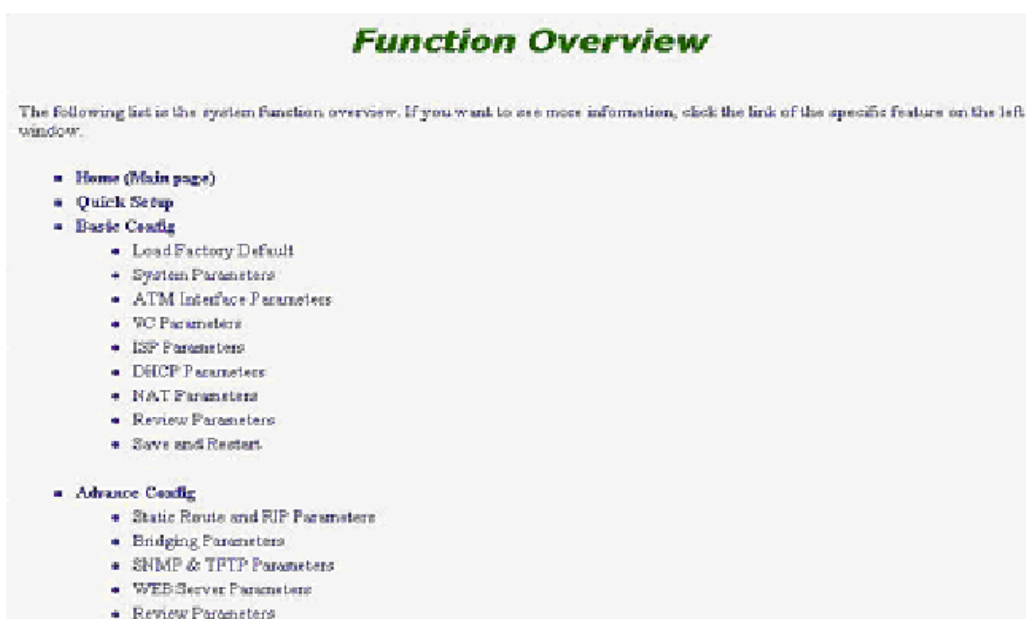 Function Overview
The following list is the system function overview. If you want to see more information, click the link of the specific feature on the left
window.
Home (Main page)
Quick Setup
Basic Config
Load Factory Default
System Parameters
ATM Interface Parameters
VC Parameters
ISP Parameters
DHCP Parameters
NAT Parameters
Review Parameters
Save and Restart
Advance Config
Static Route and RIP Parameters
Bridging Parameters
SNMP & TFTP Parameters
WEB Server Parameters
Review Parameters